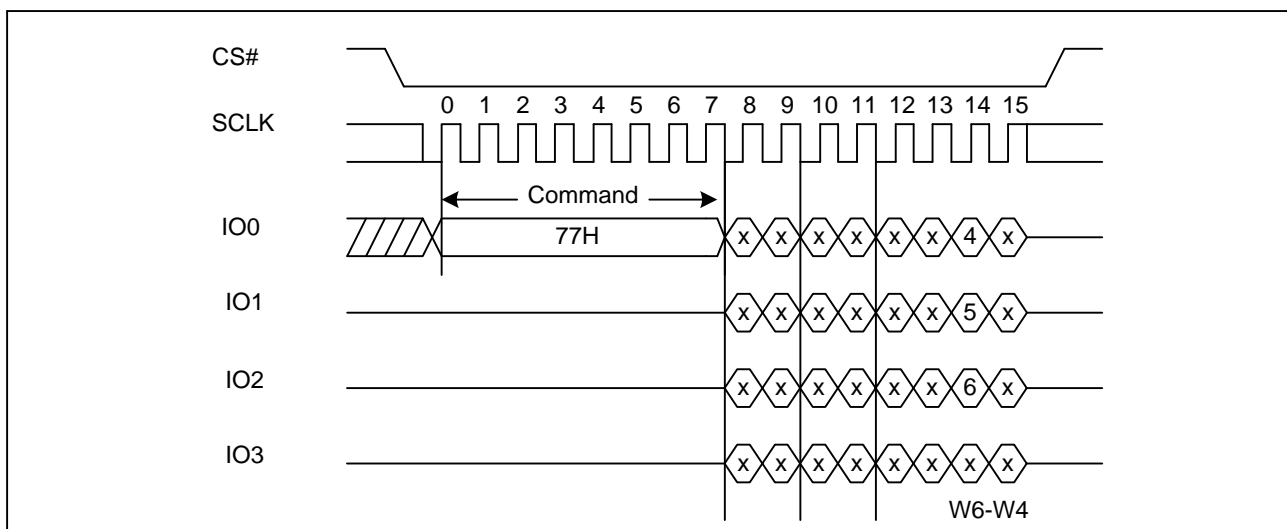 CS#
0 1 2 3 4 5 6 7 8 9 10 11 12 13 14 15
SCLK
Command
IO0 77H x x x x x x 4 x
IO1 x x x x x x 5 x
IO2 x x x x x x 6 x
IO3 x x x x x x x x
W6-W4